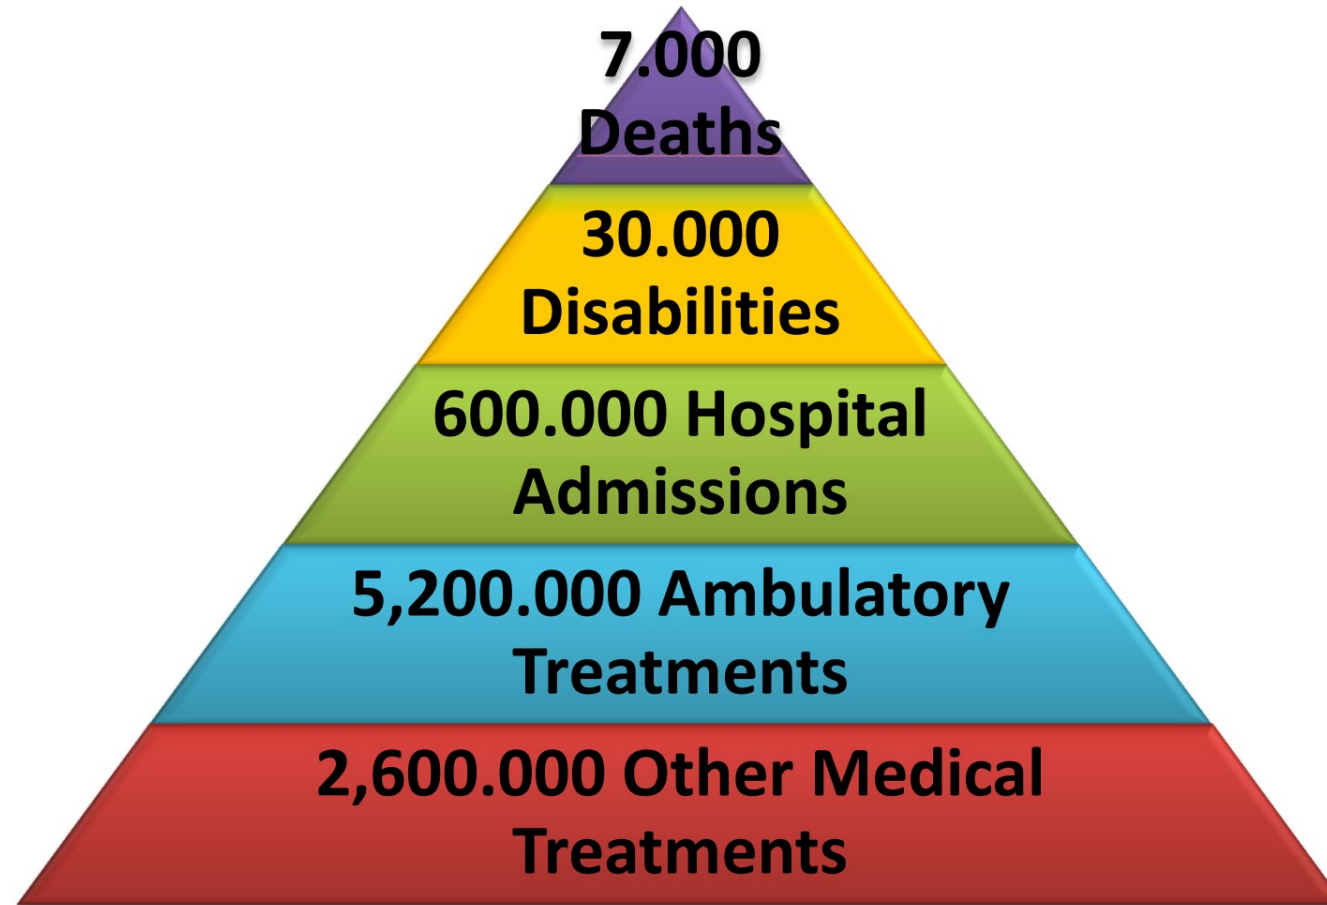 7.000
Deaths
30.000
Disabilities
600.000 Hospital
Admissions
5,200.000 Ambulatory
Treatments
2,600.000 Other Medical
Treatments